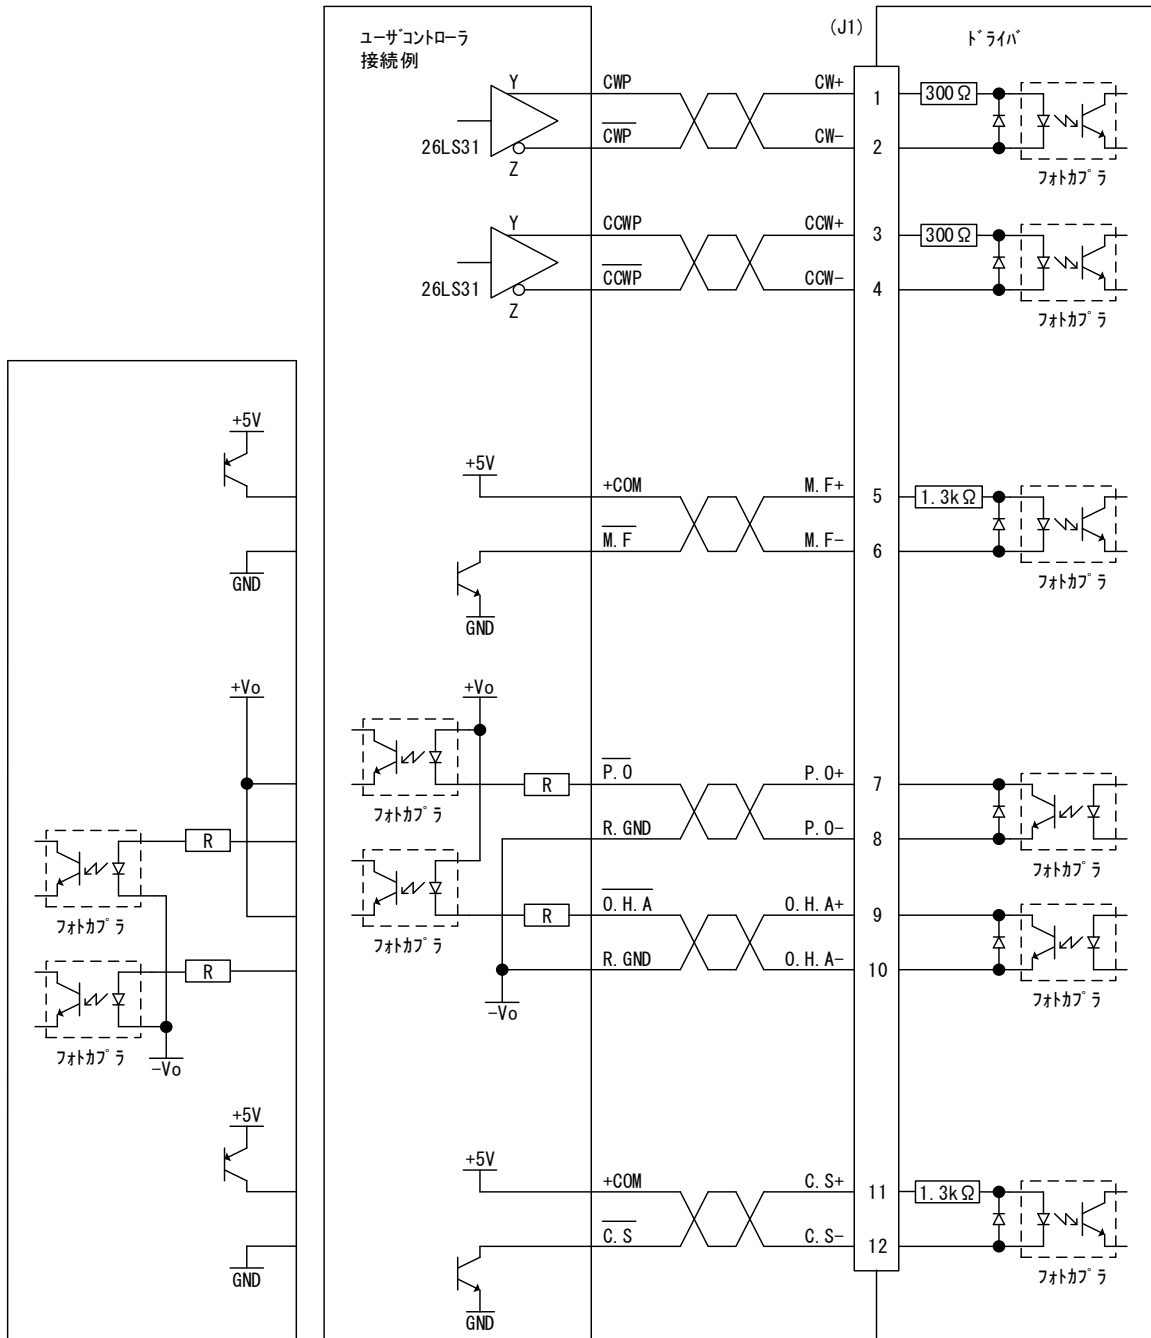 ユーザコントローラ
接続例
(J1)
ドライバ
Y
CWP
CW+
1
300Ω
26LS31
CWP
CW-
2
Z
フォトカプラ
Y
CCWP
CCW+
3
300Ω
26LS31
CCWP
CCW-
4
Z
フォトカプラ
+5V
GND
+5V
+COM
M.F+
5
1.3kΩ
M.F
M.F-
6
GND
フォトカプラ
+Vo
+Vo
P.O
P.O+
7
R
フォトカプラ
R.GND
P.O-
8
フォトカプラ
R
フォトカプラ
O.H.A
O.H.A+
9
R
フォトカプラ
R.GND
O.H.A-
10
フォトカプラ
R
-Vo
フォトカプラ
-Vo
+5V
GND
+5V
+COM
C.S+
11
1.3kΩ
C.S
C.S-
12
GND
フォトカプラ